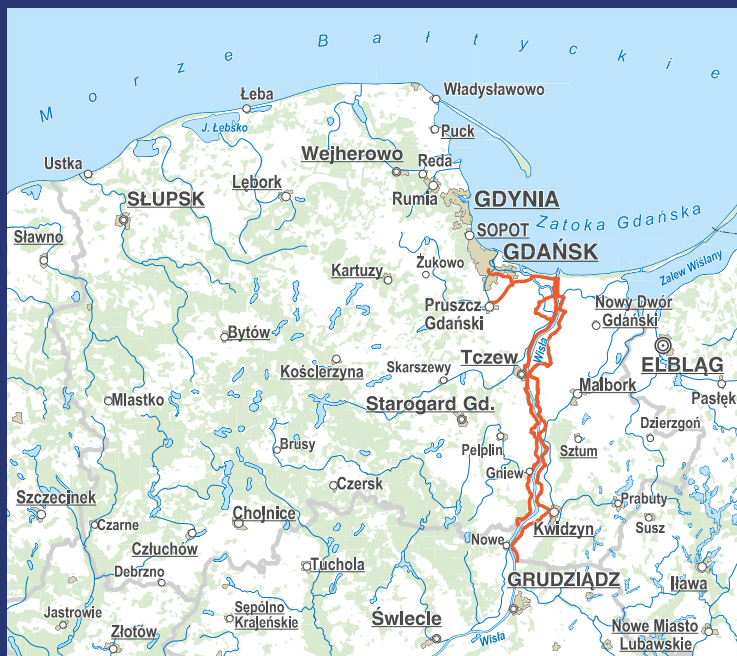 Morze Bałtyckie
Łeba
Władysławowo
J. Łebsko
Puck
Wejherowo
Reda
Ustka
Lębork
Rumia
GDYNIA
SŁUPSK
Zatoka Gdańska
SOPOT
Sławno
GDAŃSK
Żukowo
Kartuzy
Zalew Wiślany
Pruszcz
Gdański
Nowy Dwór
Gdański
Bytów
Wisła
Tczew
ELBLĄG
Kościerzyna
Skarszewy
Malbork
Pasłęk
MIastko
Starogard Gd.
Dzierzgoń
Brusy
Pelplin
Sztum
Gniew
Czersk
Szczecinek
Prabuty
Chojnice
Susz
Czarne
Kwidzyn
Człuchów
Nowe
Tuchola
Debrzno
GRUDZIĄDZ
Iława
Jastrowie
Sępólno
Krajeńskie
Śwlecle
Nowe Miasto
Lubawskie
Złotów
Wisła